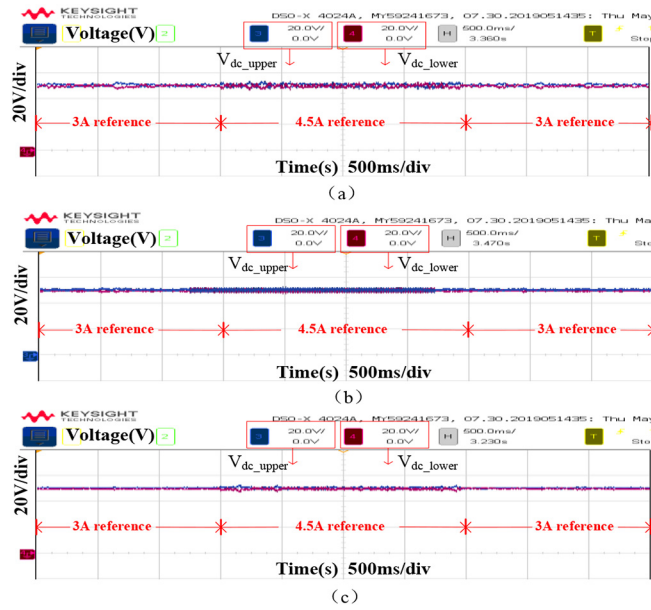 KEYSIGHT TECHNOLOGIES DSO-X 4024A, MY59241673, 07.30.2019051435: Thu May
Voltage(V) 2 3 20.0V/ 0.0V 4 20.0V/ 0.0V H 500.0ms/ 3.360s T Sto
Vdc_upper Vdc_lower
20V/div
3A reference 4.5A reference 3A reference
Time(s) 500ms/div
(a)
KEYSIGHT TECHNOLOGIES DSO-X 4024A, MY59241673, 07.30.2019051435: Thu May
Voltage(V) 2 3 20.0V/ 0.0V 4 20.0V/ 0.0V H 500.0ms/ 3.470s T Sto
Vdc_upper Vdc_lower
20V/div
3A reference 4.5A reference 3A reference
Time(s) 500ms/div
(b)
KEYSIGHT TECHNOLOGIES DSO-X 4024A, MY59241673, 07.30.2019051435: Thu May
Voltage(V) 2 3 20.0V/ 0.0V 4 20.0V/ 0.0V H 500.0ms/ 3.230s T Sto
Vdc_upper Vdc_lower
20V/div
3A reference 4.5A reference 3A reference
Time(s) 500ms/div
(c)